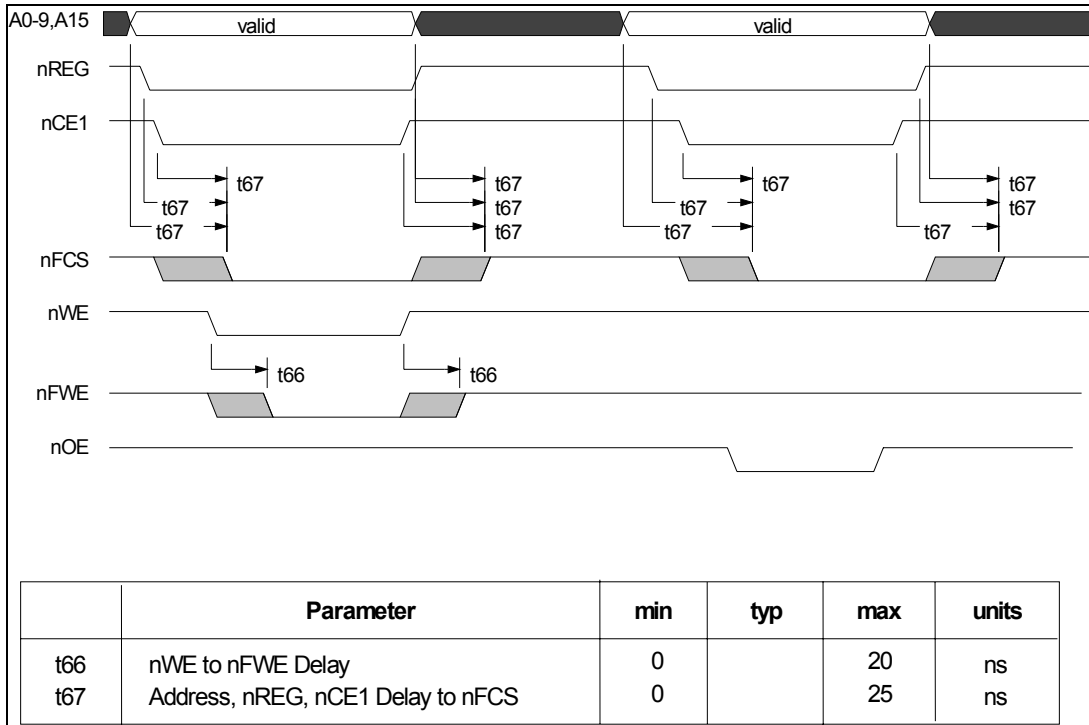 A0-9,A15 valid valid
nREG
nCE1
t67 t67 t67 t67
t67 t67 t67 t67
t67 t67 t67 t67
nFCS
nWE
t66 t66
nFWE
nOE
Parameter min typ max units
t66 nWE to nFWE Delay 0 20 ns
t67 Address, nREG, nCE1 Delay to nFCS 0 25 ns